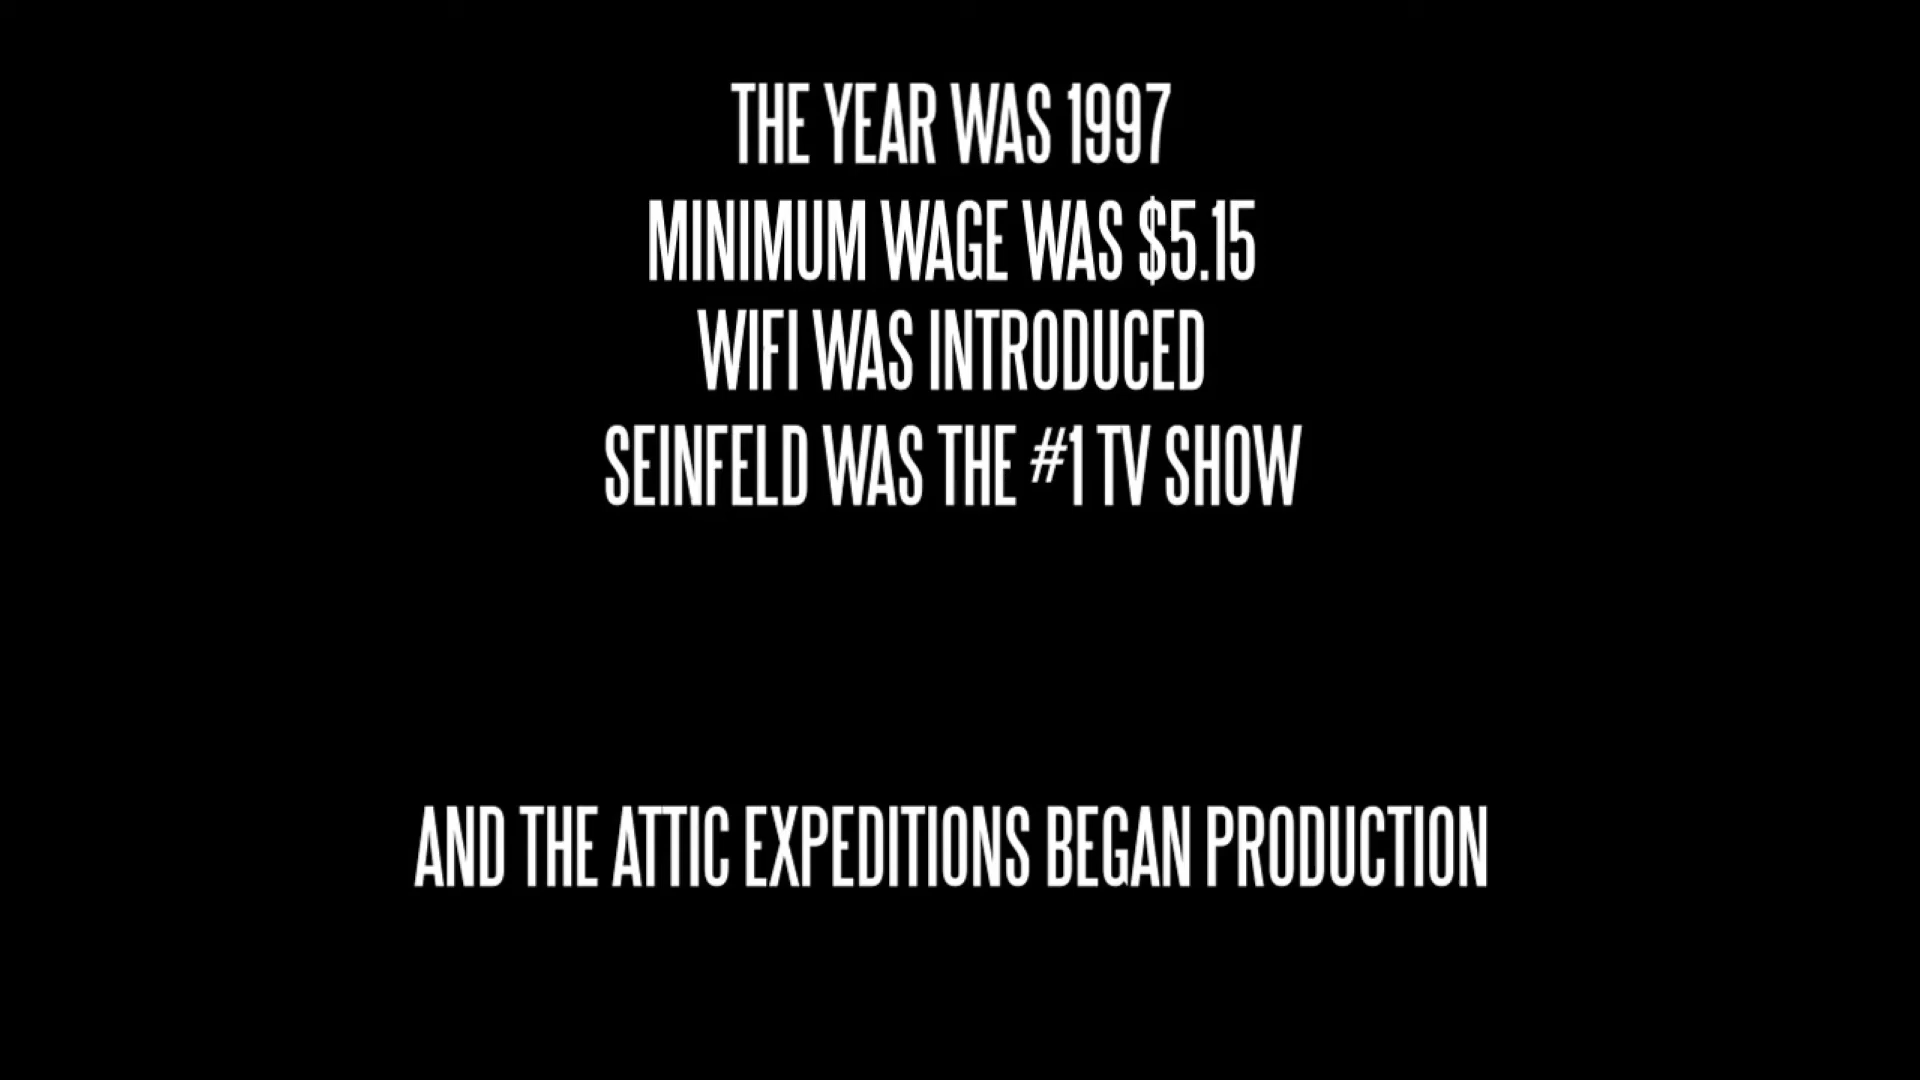 THE YEAR WAS 1997
MINIMUM WAGE WAS $5.15
WIFI WAS INTRODUCED
SEINFELD WAS THE #1 TV SHOW
AND THE ATTIC EXPEDITIONS BEGAN PRODUCTION